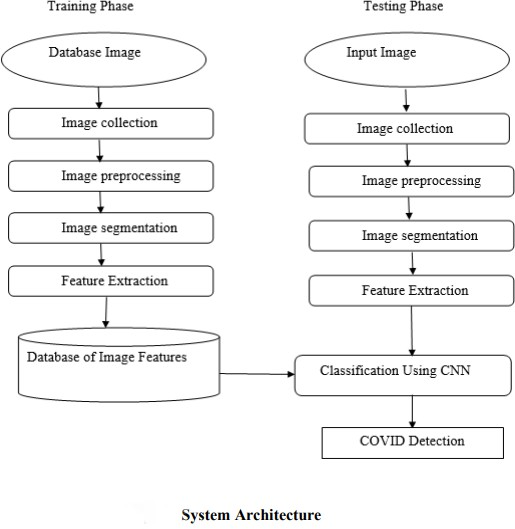 Training Phase
Database Image
Image collection
Image preprocessing
Image segmentation
Feature Extraction
Database of Image Features
Testing Phase
Input Image
Image collection
Image preprocessing
Image segmentation
Feature Extraction
Classification Using CNN
COVID Detection
System Architecture